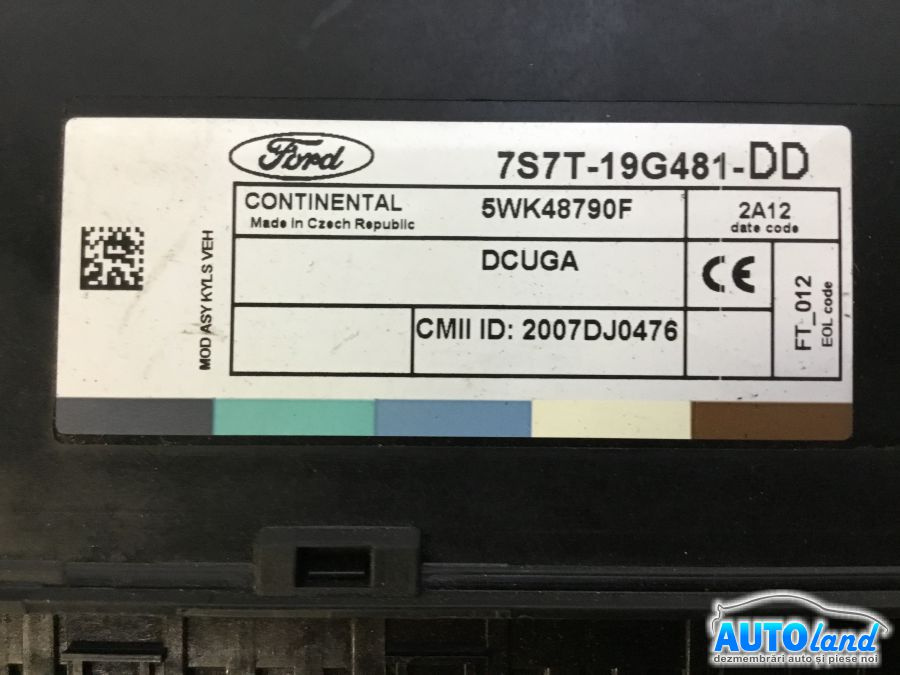 Ford
7S7T-19G481-DD
CONTINENTAL
Made in Czech Republic
5WK48790F
2A12
date code
DCUGA
CE
CMII ID: 2007DJ0476
FT_012
EOL code
MOD ASY KYLS VEH
AUTOland
dezmembrări auto și piese noi